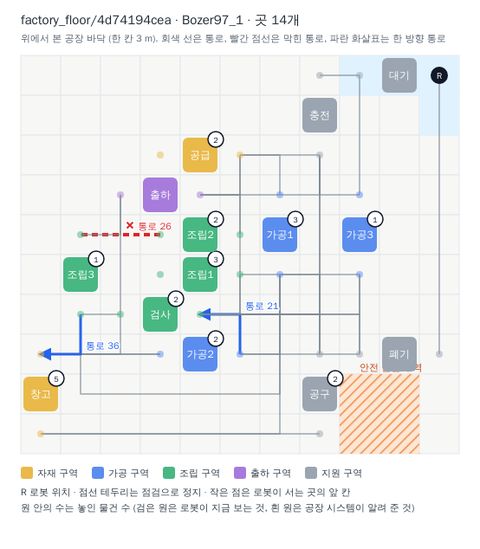 factory_floor/4d74194cea · Bozer97_1 · 곳 14개
위에서 본 공장 바닥 (한 칸 3 m). 회색 선은 통로, 빨간 점선은 막힌 통로, 파란 화살표는 한 방향 통로
대기
R
충전
공급 2
출하
× 통로 26
조립2 2
가공1 3
가공3 1
조립3 1
조립1 3
검사 2
통로 21
통로 36
가공2 2
폐기
안전
역
창고 5
공구 2
자재 구역
가공 구역
조립 구역
출하 구역
지원 구역
R 로봇 위치 · 점선 테두리는 점검으로 정지 · 작은 점은 로봇이 서는 곳의 앞 칸
원 안의 수는 놓인 물건 수 (검은 원은 로봇이 지금 보는 것, 흰 원은 공장 시스템이 알려 준 것)